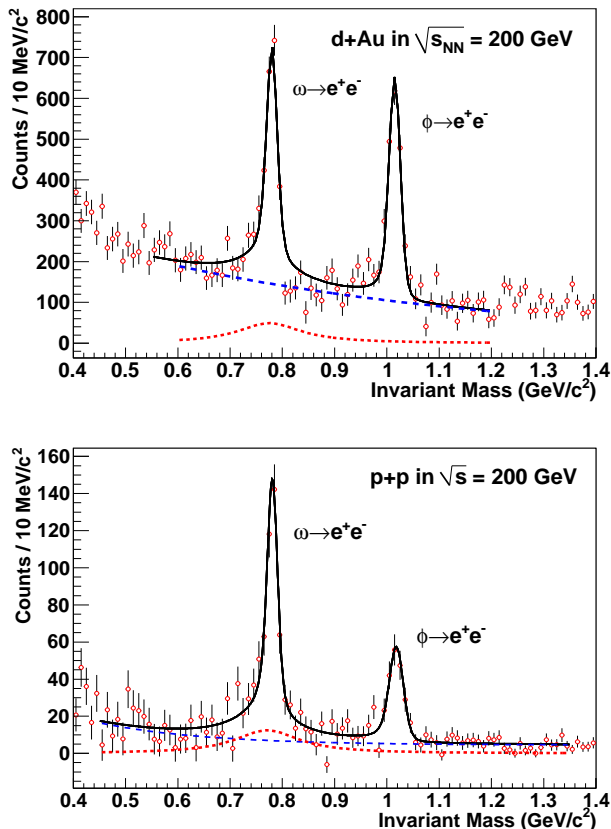 800
d+Au in √s_NN = 200 GeV
700
600
ω→e⁺e⁻
ϕ→e⁺e⁻
500
400
300
200
100
0
Counts / 10 MeV/c²
0.4 0.5 0.6 0.7 0.8 0.9 1 1.1 1.2 1.3 1.4
Invariant Mass (GeV/c²)
160
p+p in √s = 200 GeV
140
120
ω→e⁺e⁻
100
80
60
ϕ→e⁺e⁻
40
20
0
Counts / 10 MeV/c²
0.4 0.5 0.6 0.7 0.8 0.9 1 1.1 1.2 1.3 1.4
Invariant Mass (GeV/c²)